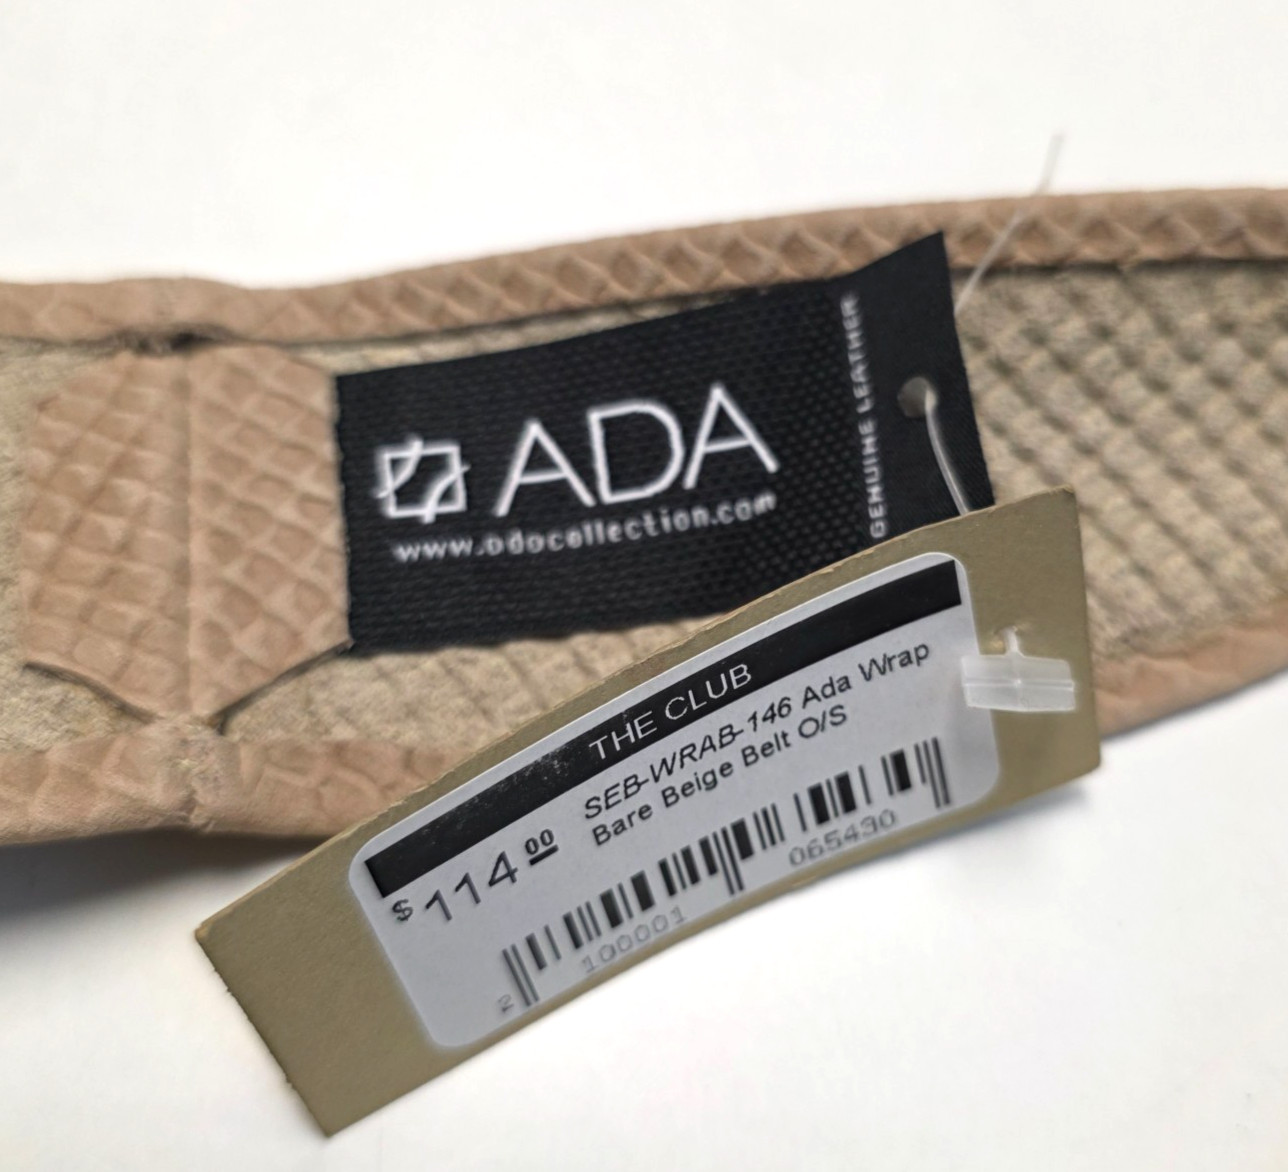 ADA
www.adacollection.com
GENUINE LEATHER
THE CLUB
SEB-WRAB-146 Ada Wrap
Bare Beige Belt O/S
$114.00
2 100001 065430